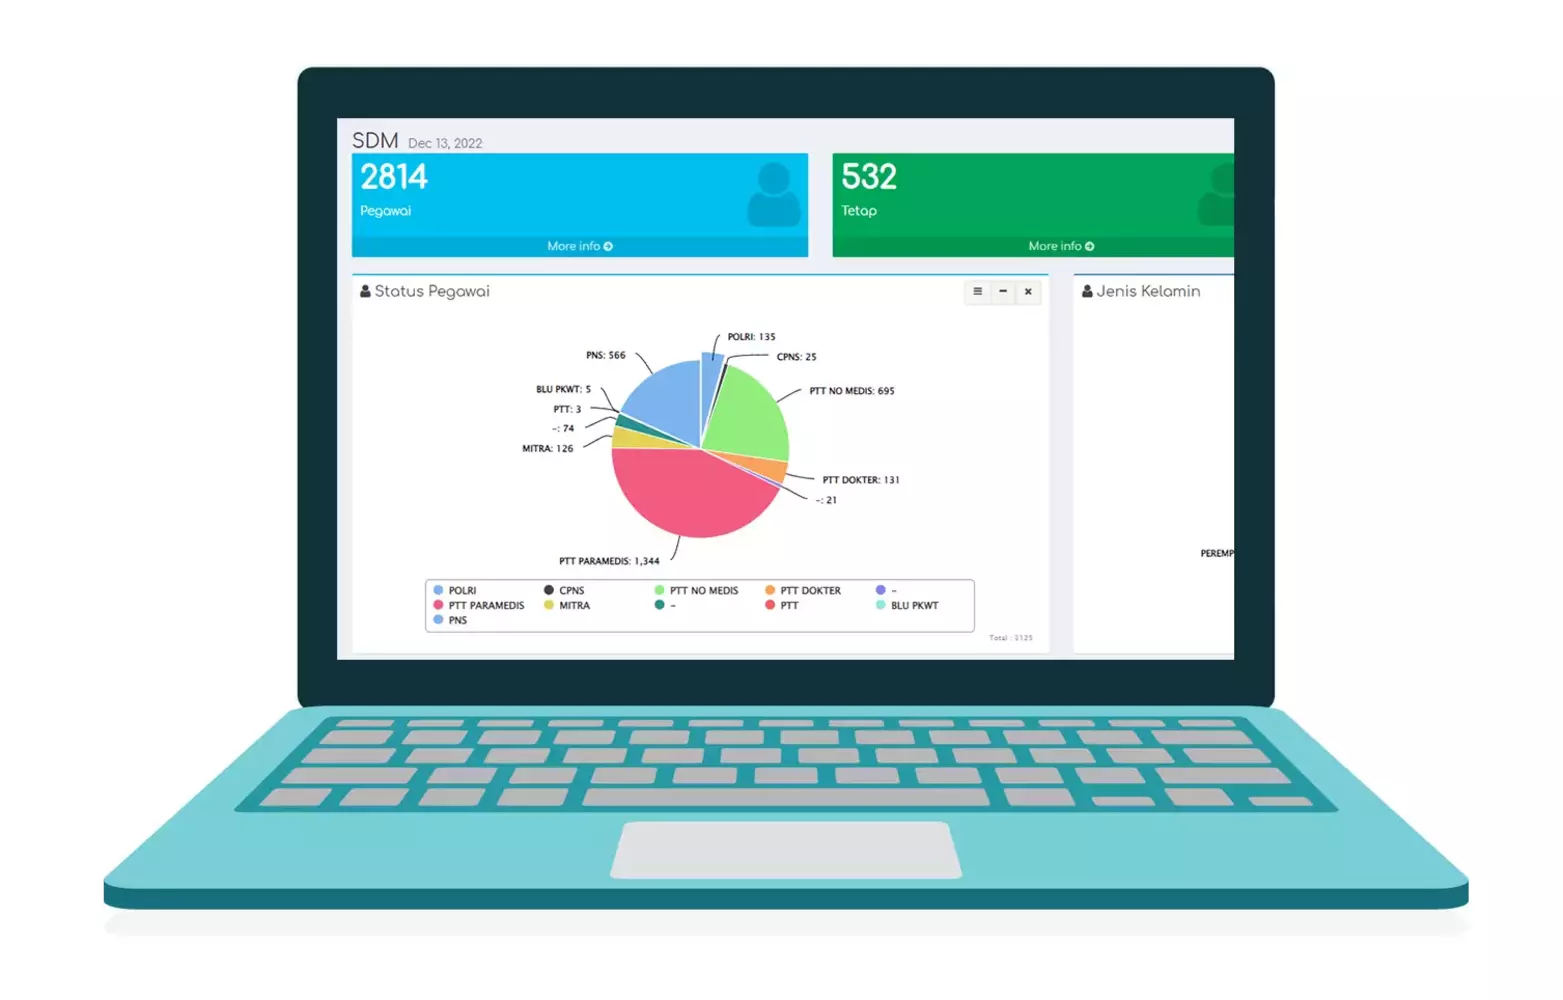 SDM Dec 13, 2022
2814
Pegawai
More info
532
Tetap
More info
Status Pegawai
Jenis Kelamin
POLRI: 135
PNS: 566
CPNS: 25
BLU PKWT: 5
PTT NO MEDIS: 695
PTT: 3
-: 74
MITRA: 126
PTT DOKTER: 131
-: 21
PEREMP
PTT PARAMEDIS: 1,344
POLRI CPNS PTT NO MEDIS PTT DOKTER -
PTT PARAMEDIS MITRA - PTT BLU PKWT
PNS
Total : 3125